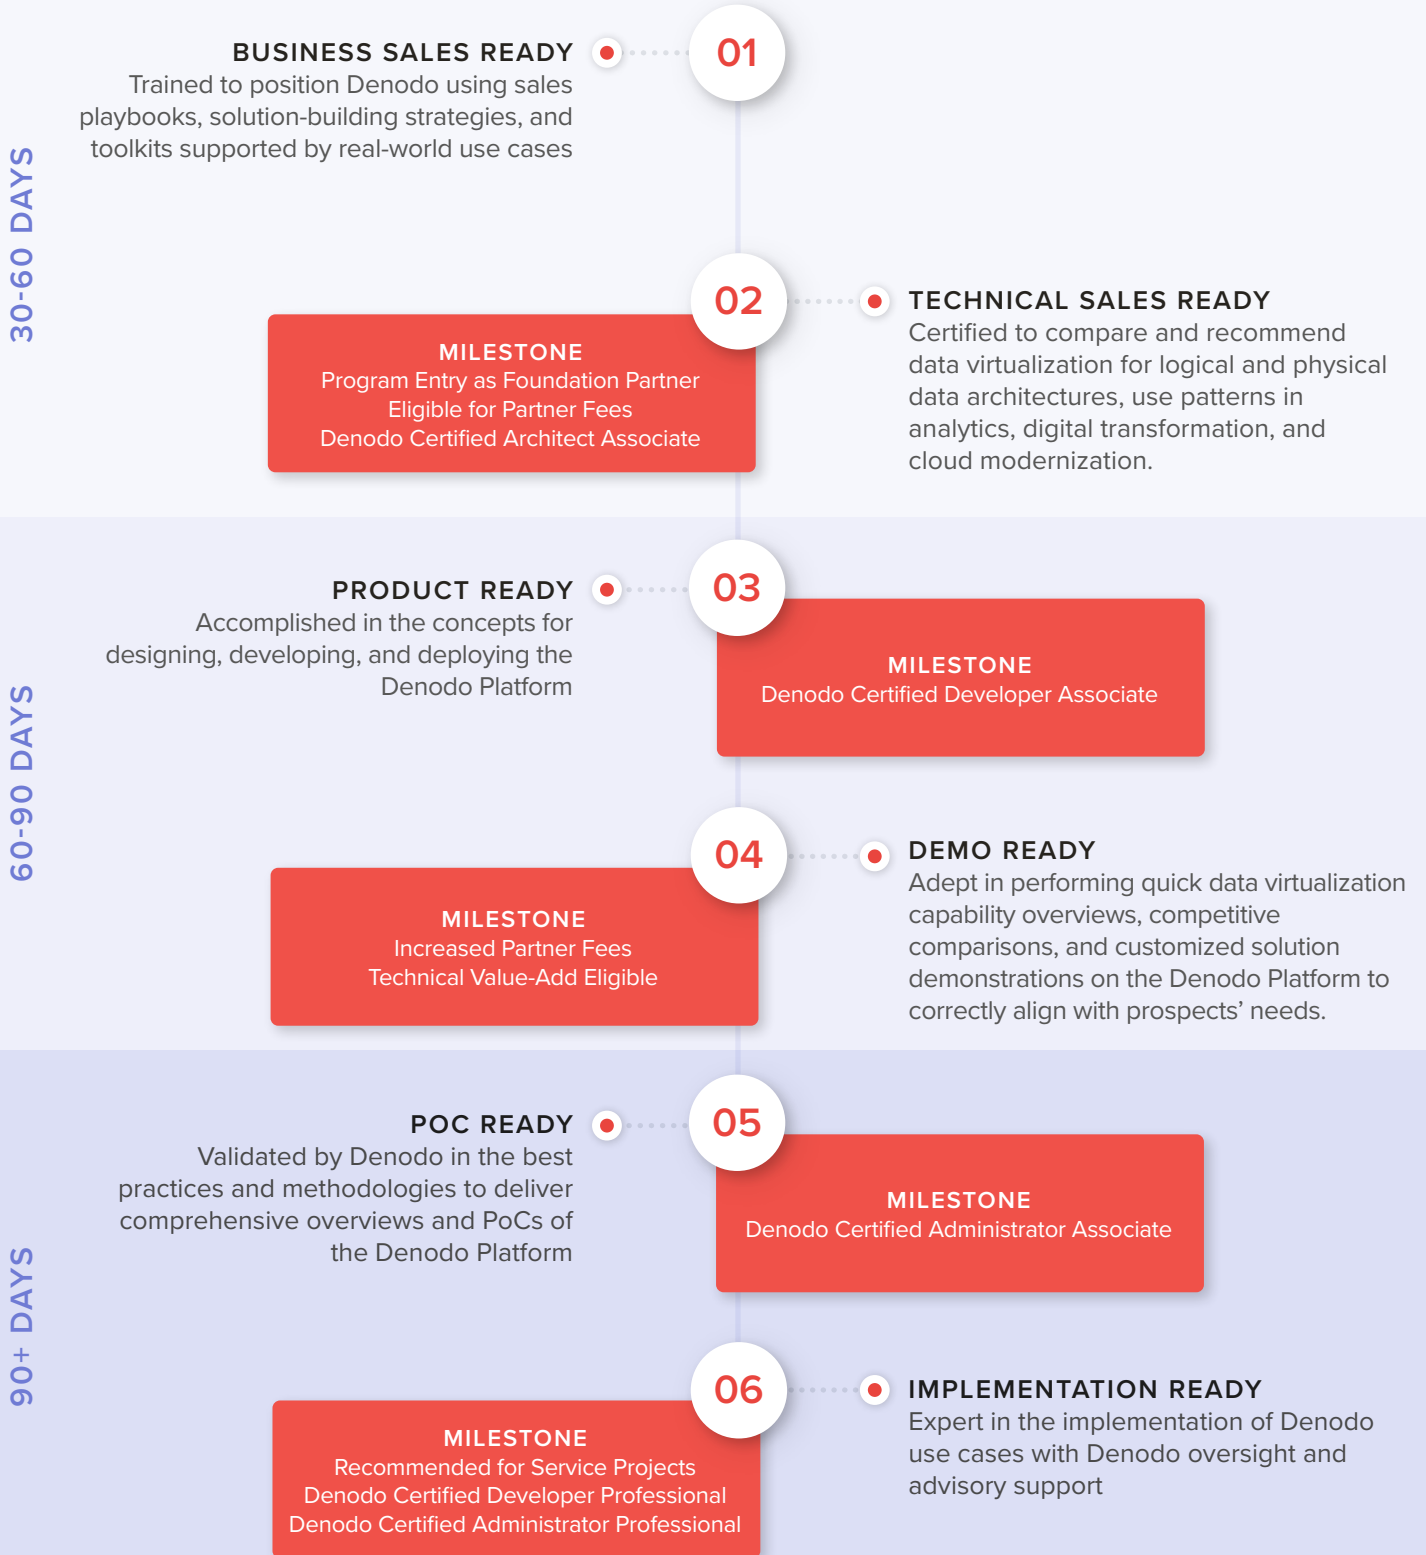 30-60 DAYS
01
BUSINESS SALES READY
Trained to position Denodo using sales
playbooks, solution-building strategies, and
toolkits supported by real-world use cases
02
TECHNICAL SALES READY
Certified to compare and recommend
data virtualization for logical and physical
data architectures, use patterns in
analytics, digital transformation, and
cloud modernization.
MILESTONE
Program Entry as Foundation Partner
Eligible for Partner Fees
Denodo Certified Architect Associate
60-90 DAYS
03
PRODUCT READY
Accomplished in the concepts for
designing, developing, and deploying the
Denodo Platform
MILESTONE
Denodo Certified Developer Associate
04
DEMO READY
Adept in performing quick data virtualization
capability overviews, competitive
comparisons, and customized solution
demonstrations on the Denodo Platform to
correctly align with prospects’ needs.
MILESTONE
Increased Partner Fees
Technical Value-Add Eligible
90+ DAYS
05
POC READY
Validated by Denodo in the best
practices and methodologies to deliver
comprehensive overviews and PoCs of
the Denodo Platform
MILESTONE
Denodo Certified Administrator Associate
06
IMPLEMENTATION READY
Expert in the implementation of Denodo
use cases with Denodo oversight and
advisory support
MILESTONE
Recommended for Service Projects
Denodo Certified Developer Professional
Denodo Certified Administrator Professional